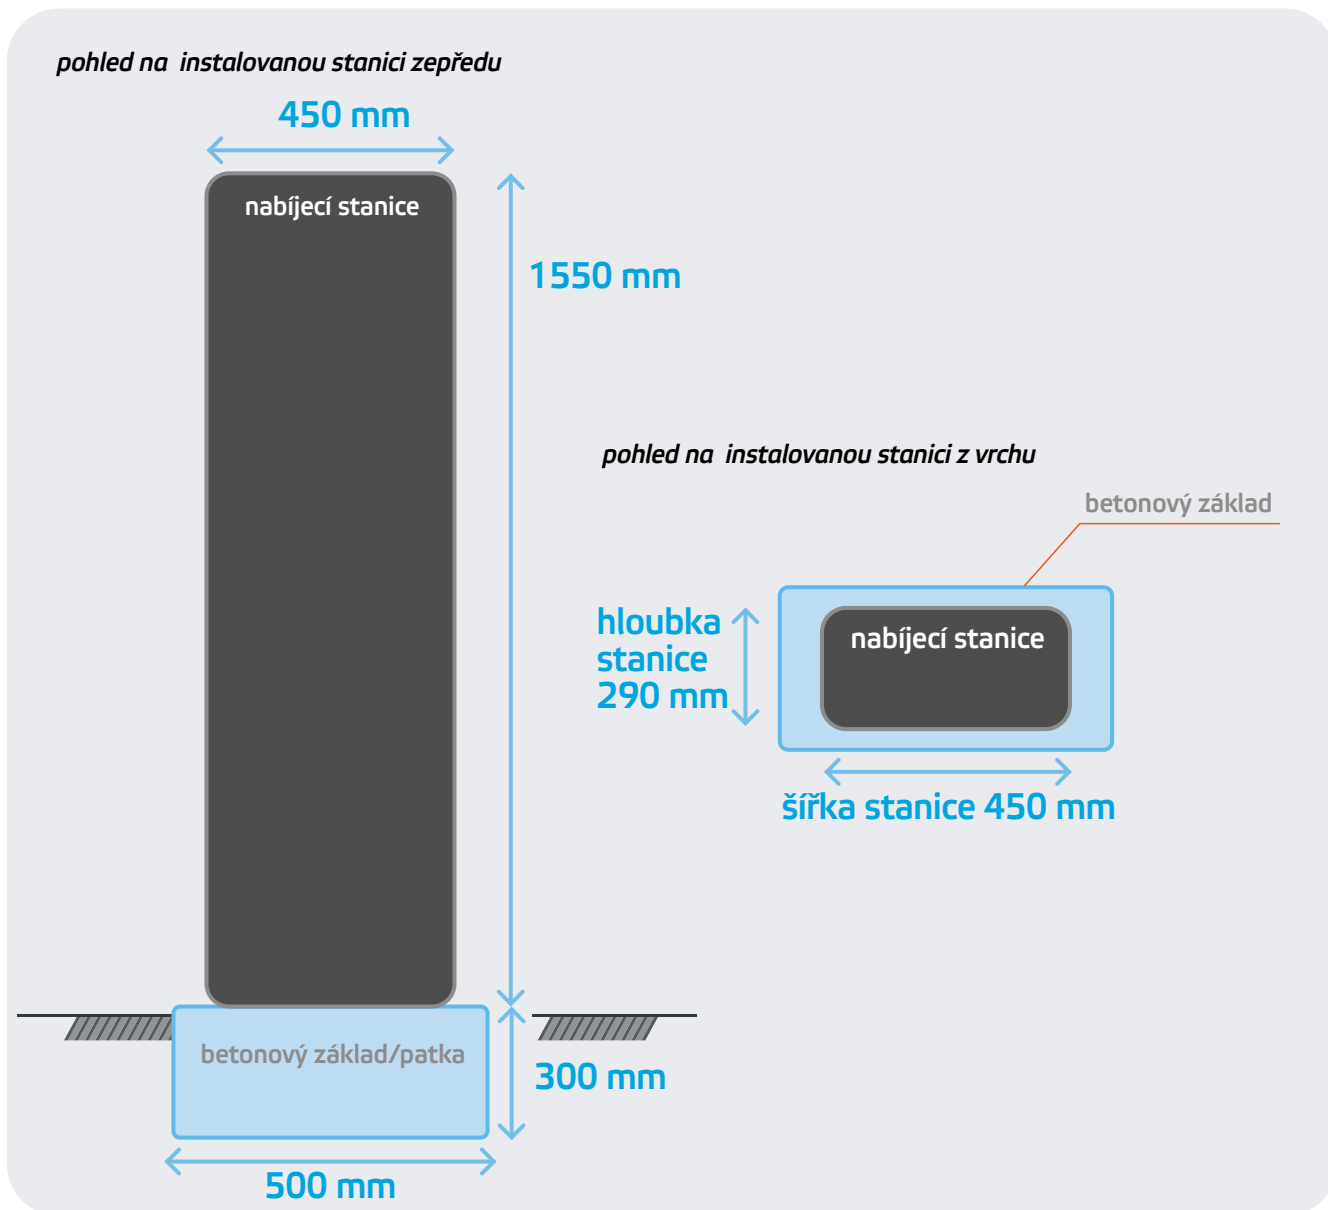 pohled na instalovanou stanici zepředu
450 mm
nabíjecí stanice
1550 mm
pohled na instalovanou stanici z vrchu
betonový základ
hloubka
stanice
290 mm
nabíjecí stanice
šířka stanice 450 mm
betonový základ/patka
300 mm
500 mm